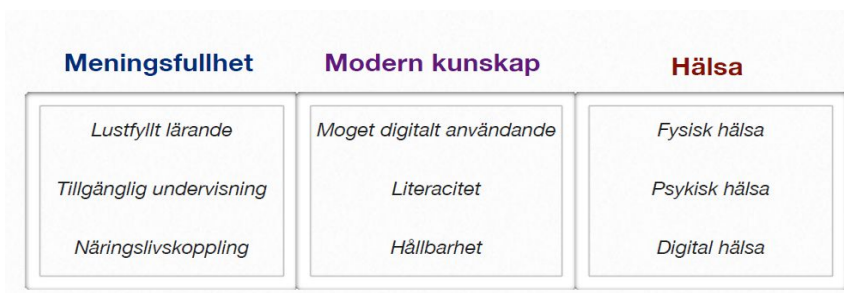 Meningsfullhet
Lustfyllt lärande
Tillgänglig undervisning
Näringslivskoppling
Modern kunskap
Moget digitalt användande
Literacitet
Hållbarhet
Hälsa
Fysisk hälsa
Psykisk hälsa
Digital hälsa